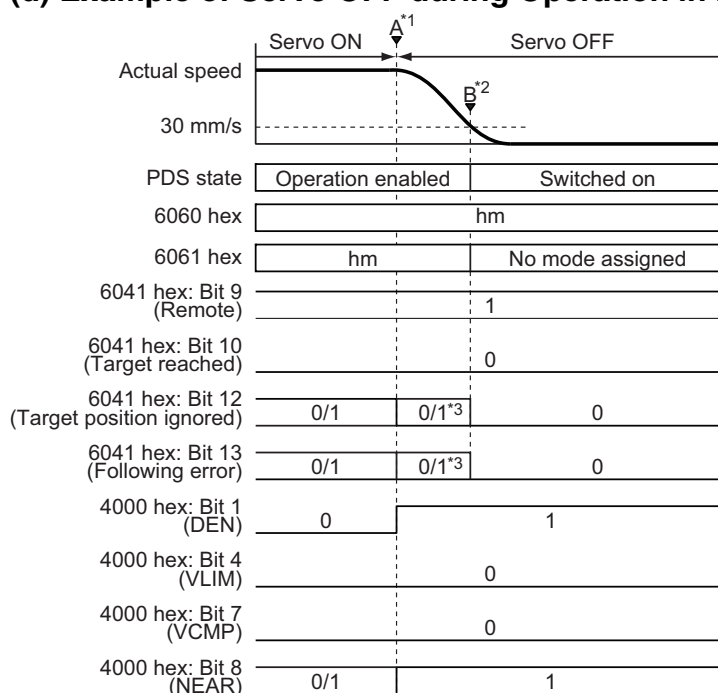 A*1
Servo ON
Servo OFF
Actual speed
B*2
30 mm/s
PDS state
Operation enabled
Switched on
6060 hex
hm
6061 hex
hm
No mode assigned
6041 hex: Bit 9
(Remote)
1
6041 hex: Bit 10
(Target reached)
0
6041 hex: Bit 12
(Target position ignored)
0/1
0/1*3
0
6041 hex: Bit 13
(Following error)
0/1
0/1*3
0
4000 hex: Bit 1
(DEN)
0
1
4000 hex: Bit 4
(VLIM)
0
4000 hex: Bit 7
(VCMP)
0
4000 hex: Bit 8
(NEAR)
0/1
1